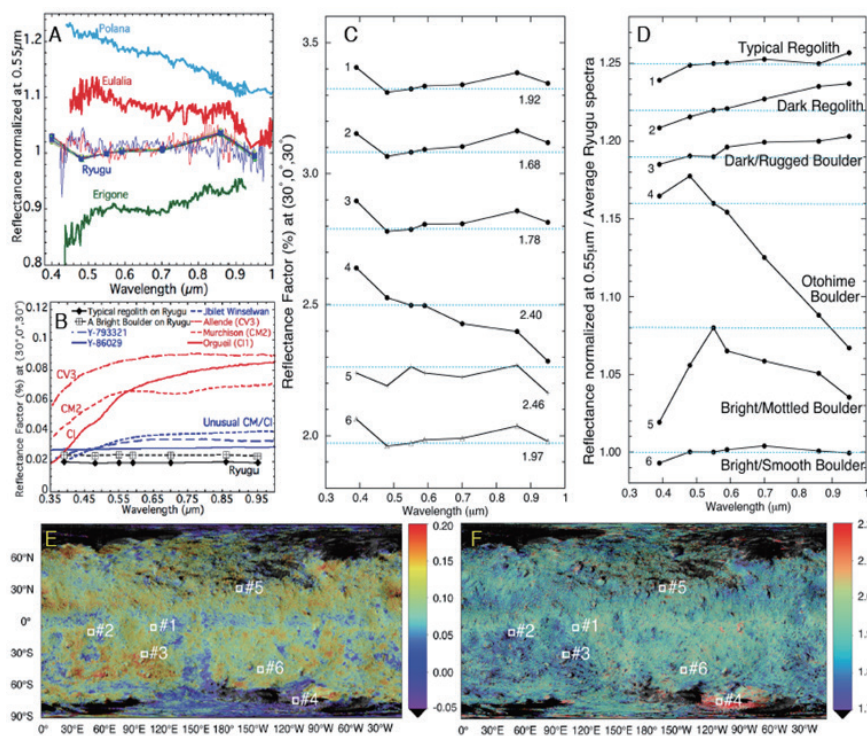 A
Polana
Eulalia
Ryugu
Erigone
Reflectance normalized at 0.55μm
1.2
1.1
1
0.9
0.8
0.4 0.5 0.6 0.7 0.8 0.9 1
Wavelength (μm)
B
Typical regolith on Ryugu
A Bright Boulder on Ryugu
Y-793321
Y-86029
Jbilet Winselwan
Allende (CV3)
Murchison (CM2)
Orgueil (CI1)
CV3
CM2
CI
Unusual CM/CI
Ryugu
Reflectance Factor (%) at (30°,0°,30°)
0.12
0.1
0.08
0.06
0.04
0.02
0
0.35 0.45 0.55 0.65 0.75 0.85 0.95
Wavelength (μm)
C
Reflectance Factor (%) at (30°,0°,30°)
3.5
3.0
2.5
2.0
1
1.92
2
1.68
3
1.78
4
2.40
5
2.46
6
1.97
0.3 0.4 0.5 0.6 0.7 0.8 0.9 1
Wavelength (μm)
D
Reflectance normalized at 0.55μm / Average Ryugu spectra
1.25
1.20
1.15
1.10
1.05
1.00
Typical Regolith
1
Dark Regolith
2
Dark/Rugged Boulder
3
4
Otohime
Boulder
5
Bright/Mottled Boulder
6
Bright/Smooth Boulder
0.3 0.4 0.5 0.6 0.7 0.8 0.9 1
Wavelength (μm)
E
60°N
30°N
0°
30°S
60°S
90°S
#5
#1
#2
#3
#6
#4
0° 30°E 60°E 90°E 120°E 150°E 180° 150°W 120°W 90°W 60°W 30°W
0.20
0.15
0.10
0.05
0.00
-0.05
F
#5
#1
#2
#3
#6
#4
0° 30°E 60°E 90°E 120°E 150°E 180° 150°W 120°W 90°W 60°W 30°W